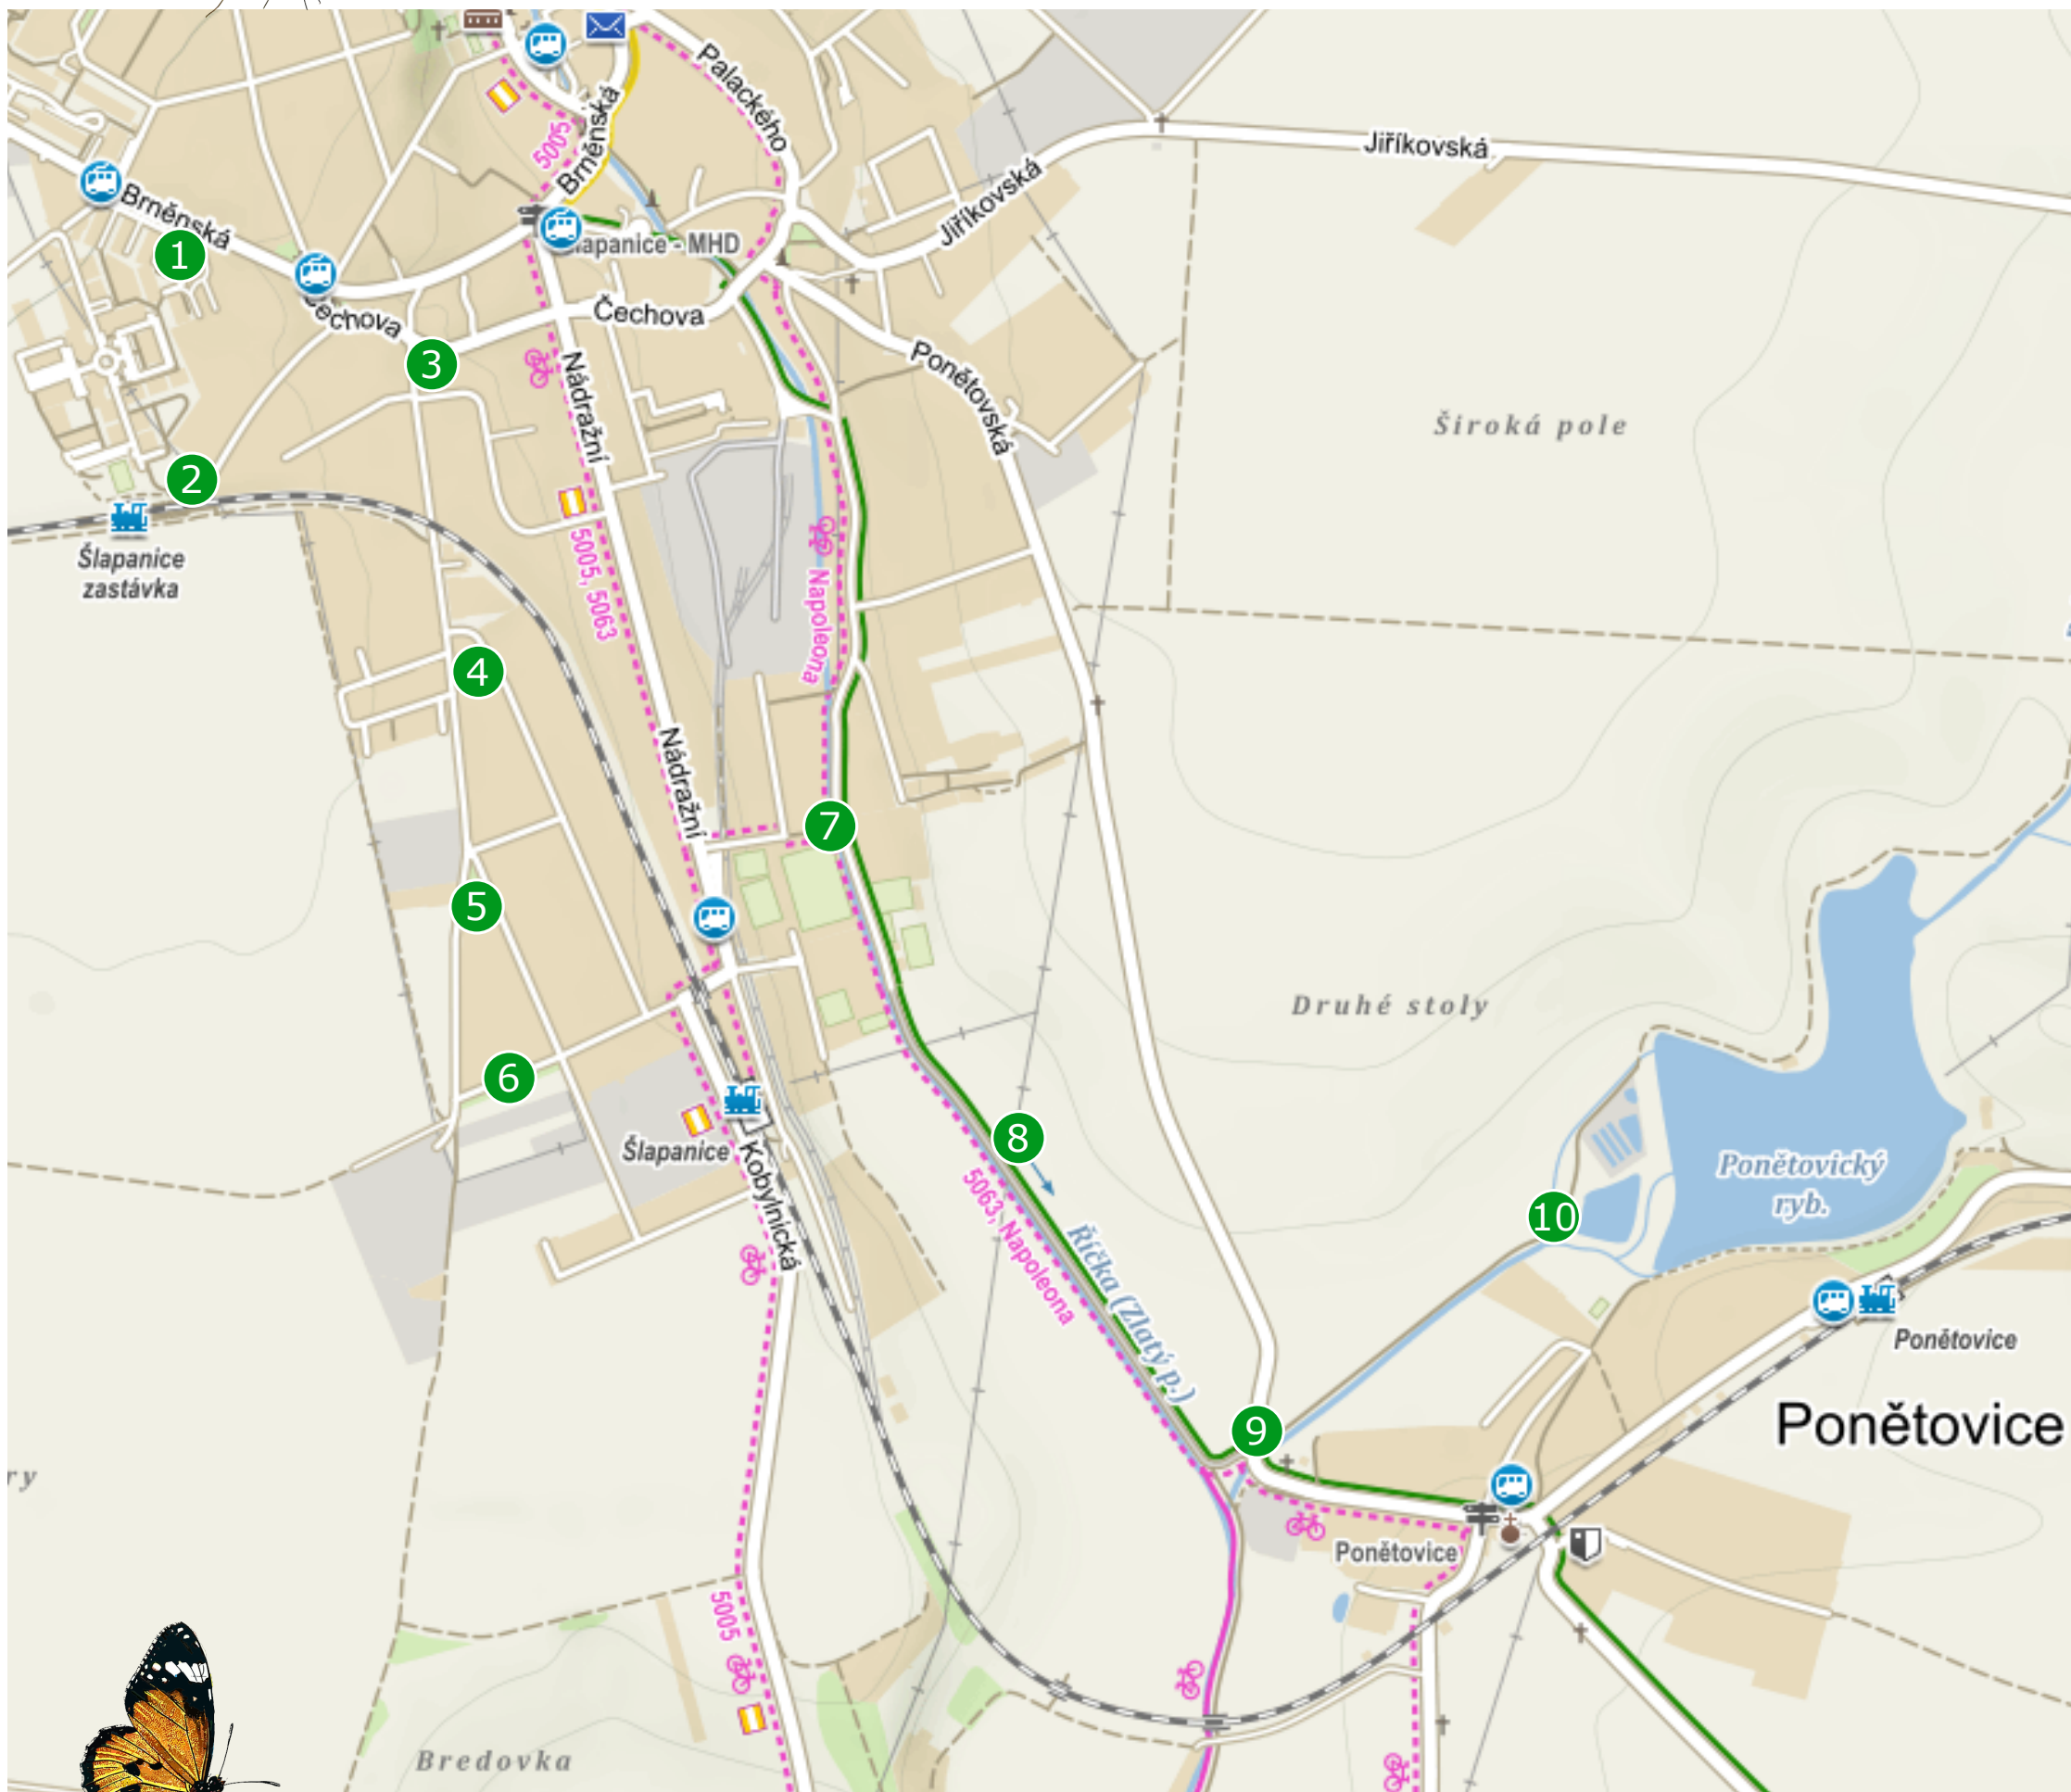 Palackého
5005
Brněnská
Jiříkovská
Brněnská
1
Jiříkovská
Šlapanice - MHD
Čechova
Čechova
3
Nádražní
Ponětovská
Široká pole
2
Šlapanice
zastávka
5005, 5063
Napoleona
4
Nádražní
7
5
Druhé stoly
6
8
Šlapanice
Kobylnická
5063, Napoleona
Říčka (Zlatý p.)
Ponětovický
ryb.
10
Ponětovice
Ponětovice
9
ry
Ponětovice
5005
Bredovka